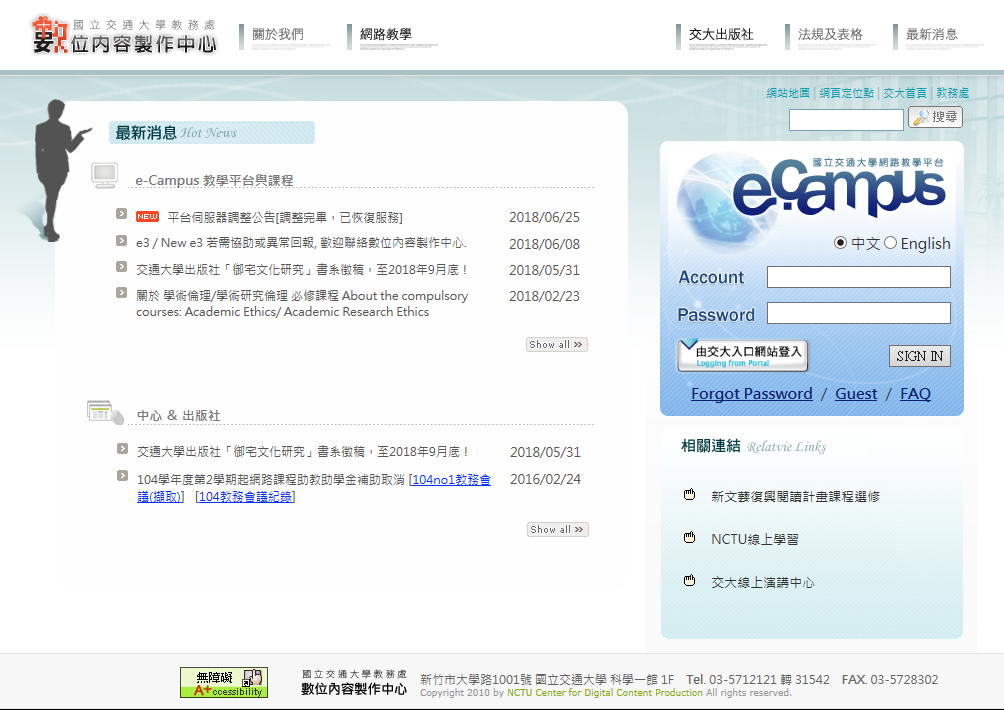 國立交通大學教務處
數位內容製作中心
關於我們
網路教學
交大出版社
法規及表格
最新消息
網站地圖 | 網頁定位點 | 交大首頁 | 教務處
搜尋
最新消息 Hot News
e-Campus 教學平台與課程
NEW 平台伺服器調整公告[調整完畢，已恢復服務] 2018/06/25
e3 / New e3 若需協助或異常回報, 歡迎聯絡數位內容製作中心. 2018/06/08
交通大學出版社「御宅文化研究」書系徵稿，至2018年9月底！ 2018/05/31
關於 學術倫理/學術研究倫理 必修課程 About the compulsory 2018/02/23
courses: Academic Ethics/ Academic Research Ethics
Show all »
中心 & 出版社
交通大學出版社「御宅文化研究」書系徵稿，至2018年9月底！ 2018/05/31
104學年度第2學期起網路課程助教助學金補助取消 [104no1教務會 2016/02/24
議(擷取)] [104教務會議紀錄]
Show all »
國立交通大學網路教學平台
e-Campus
中文 English
Account
Password
由交大入口網站登入
Logging from Portal
SIGN IN
Forgot Password / Guest / FAQ
相關連結 Relatvie Links
新文藝復興閱讀計畫課程選修
NCTU線上學習
交大線上演講中心
無障礙
A+ccessibility
國立交通大學教務處
數位內容製作中心
新竹市大學路1001號 國立交通大學 科學一館 1F Tel. 03-5712121 轉 31542 FAX. 03-5728302
Copyright 2010 by NCTU Center for Digital Content Production All rights reserved.